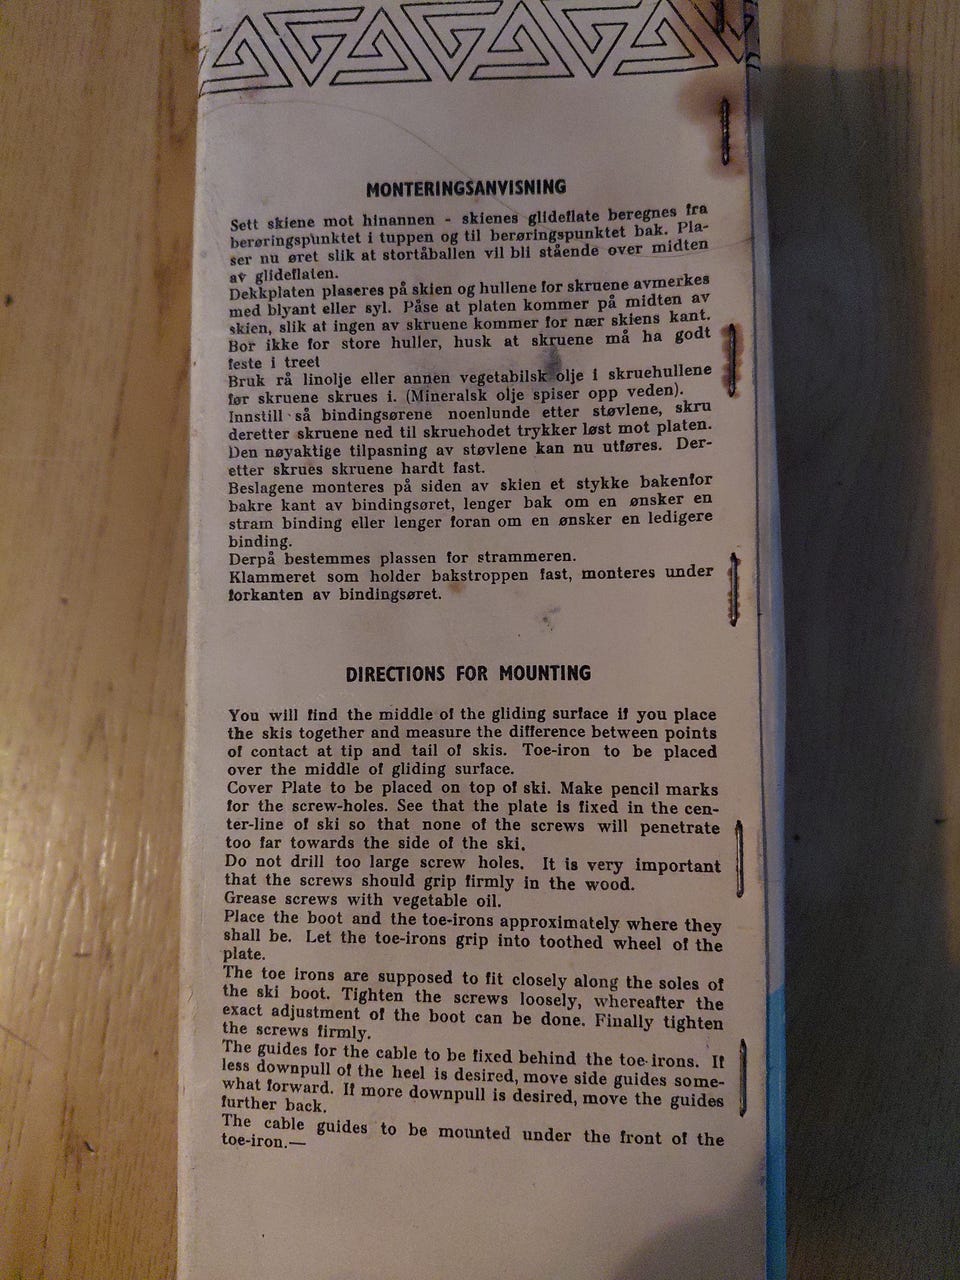 MONTERINGSANVISNING
Sett skiene mot hinannen - skienes glideflate beregnes fra
berøringspunktet i tuppen og til berøringspunktet bak. Pla-
ser nu øret slik at stortåballen vil bli stående over midten
av glideflaten.
Dekkplaten plaseres på skien og hullene for skruene avmerkes
med blyant eller syl. Påse at platen kommer på midten av
skien, slik at ingen av skruene kommer for nær skiens kant.
Bor ikke for store huller, husk at skruene må ha godt
feste i treet
Bruk rå linolje eller annen vegetabilsk olje i skruehullene
før skruene skrues i. (Mineralsk olje spiser opp veden).
Innstill så bindingsørene noenlunde etter støvlene, skru
deretter skruene ned til skruehodet trykker løst mot platen.
Den nøyaktige tilpasning av støvlene kan nu utføres. Der-
etter skrues skruene hardt fast.
Beslagene monteres på siden av skien et stykke bakenfor
bakre kant av bindingsøret, lenger bak om en ønsker en
stram binding eller lenger foran om en ønsker en ledigere
binding.
Derpå bestemmes plassen for strammeren.
Klammeret som holder bakstroppen fast, monteres under
forkanten av bindingsøret.
DIRECTIONS FOR MOUNTING
You will find the middle of the gliding surface if you place
the skis together and measure the difference between points
of contact at tip and tail of skis. Toe-iron to be placed
over the middle of gliding surface.
Cover Plate to be placed on top of ski. Make pencil marks
for the screw-holes. See that the plate is fixed in the cen-
ter-line of ski so that none of the screws will penetrate
too far towards the side of the ski.
Do not drill too large screw holes. It is very important
that the screws should grip firmly in the wood.
Grease screws with vegetable oil.
Place the boot and the toe-irons approximately where they
shall be. Let the toe-irons grip into toothed wheel of the
plate.
The toe irons are supposed to fit closely along the soles of
the ski boot. Tighten the screws loosely, whereafter the
exact adjustment of the boot can be done. Finally tighten
the screws firmly.
The guides for the cable to be fixed behind the toe-irons. If
less downpull of the heel is desired, move side guides some-
what forward. If more downpull is desired, move the guides
further back.
The cable guides to be mounted under the front of the
toe-iron.—